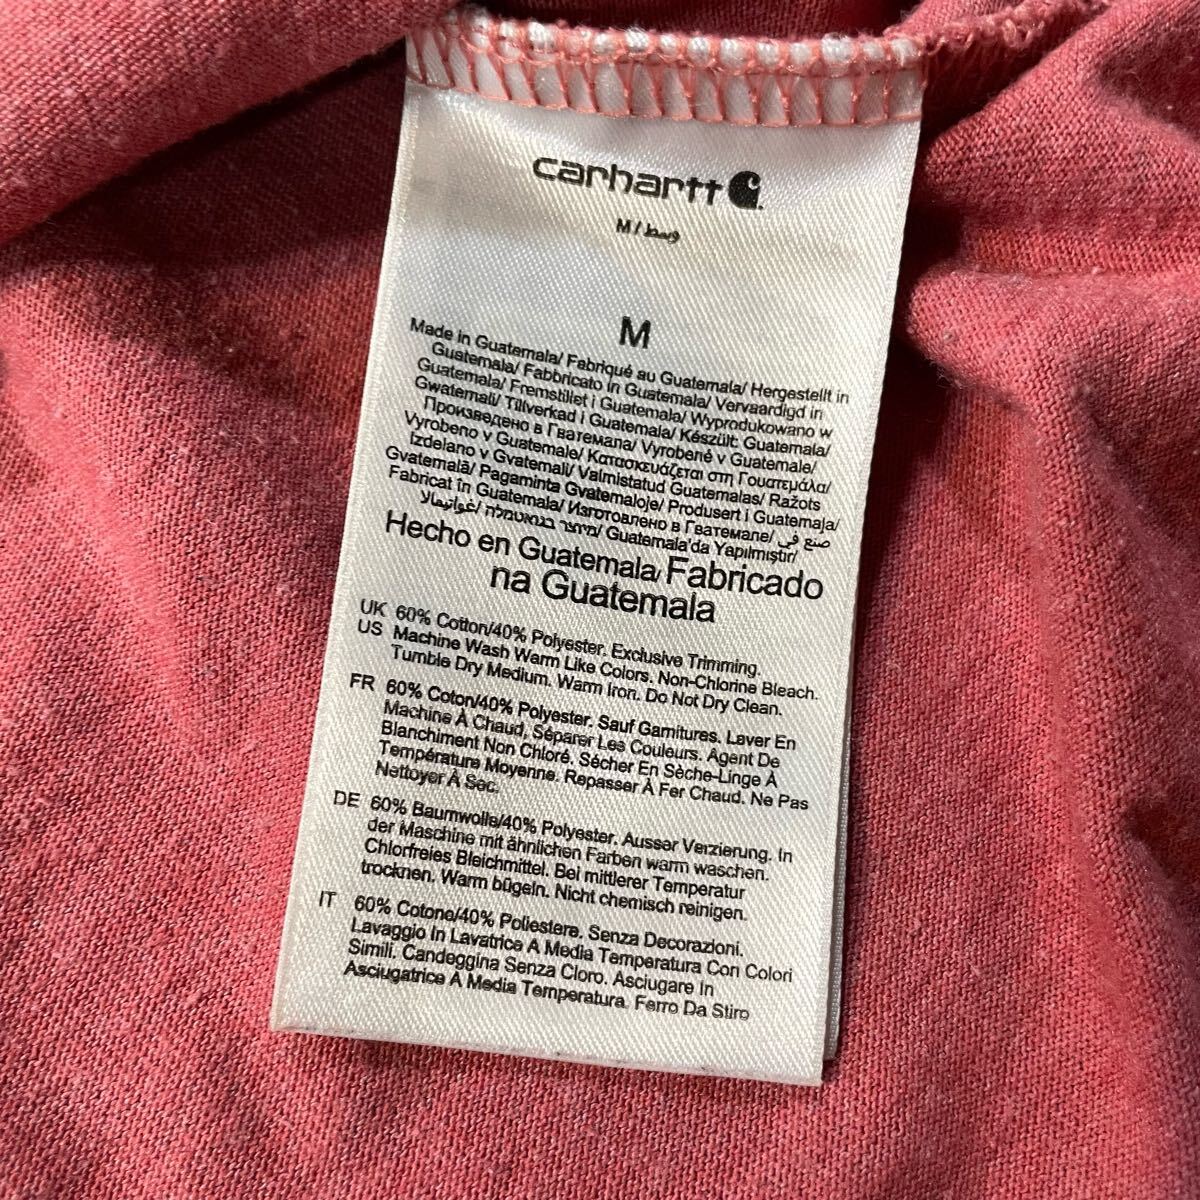 carhartt
M / وسط
M
Made in Guatemala/ Fabriqué au Guatemala/ Hergestellt in
Guatemala/ Fabbricato in Guatemala/ Vervaardigd in
Guatemala/ Fremstillet i Guatemala/ Wyprodukowano w
Gwatemali/ Tillverkad i Guatemala/ Készült: Guatemala/
Произведено в Гватемала/ Vyrobené v Guatemale/
Vyrobeno v Guatemale/ Κατασκευάζεται στη Γουατεμάλα/
Izdelano v Gvatemali/ Valmistatud Guatemalas/ Ražots
Gvatemalā/ Pagaminta Gvatemaloje/ Produsert i Guatemala/
Fabricat în Guatemala/ Изготовлено в Гватемале/ صنع في
غواتيمالا/ מיוצר בגואטמלה/ Guatemala'da Yapılmıştır/
Hecho en Guatemala/ Fabricado
na Guatemala
UK 60% Cotton/40% Polyester. Exclusive Trimming.
US Machine Wash Warm Like Colors. Non-Chlorine Bleach.
Tumble Dry Medium. Warm Iron. Do Not Dry Clean.
FR 60% Coton/40% Polyester. Sauf Garnitures. Laver En
Machine À Chaud, Séparer Les Couleurs. Agent De
Blanchiment Non Chloré. Sécher En Sèche-Linge À
Température Moyenne. Repasser À Fer Chaud. Ne Pas
Nettoyer À Sec.
DE 60% Baumwolle/40% Polyester. Ausser Verzierung. In
der Maschine mit ähnlichen Farben warm waschen.
Chlorfreies Bleichmittel. Bei mittlerer Temperatur
trocknen. Warm bügeln. Nicht chemisch reinigen.
IT 60% Cotone/40% Poliestere. Senza Decorazioni.
Lavaggio In Lavatrice A Media Temperatura Con Colori
Simili. Candeggina Senza Cloro. Asciugare In
Asciugatrice A Media Temperatura. Ferro Da Stiro